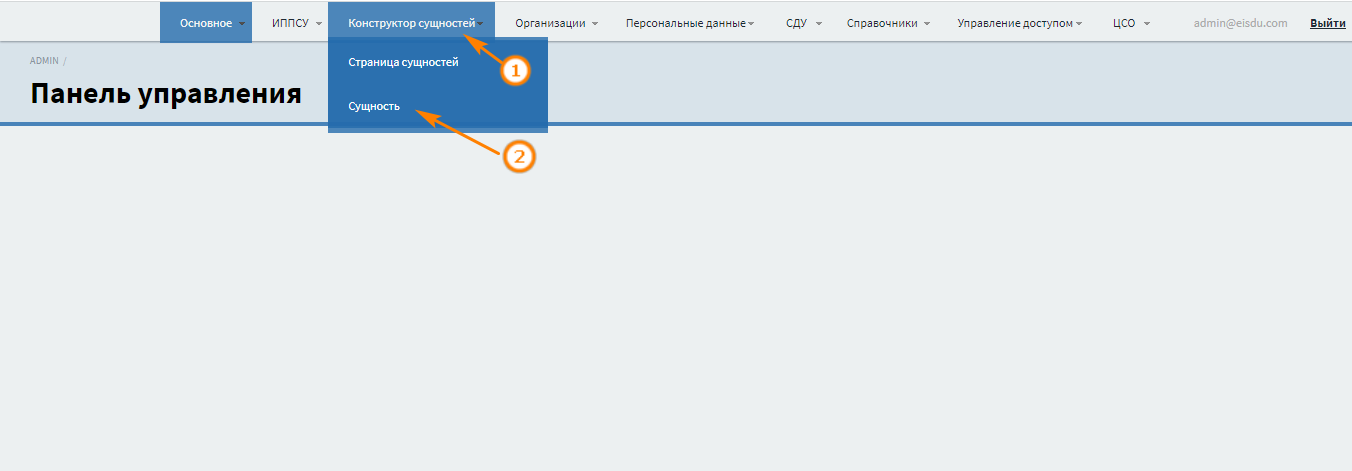 Основное ИППСУ Конструктор сущностей Организации Персональные данные СДУ Справочники Управление доступом ЦСО admin@eisdu.com Выйти
Страница сущностей
1
ADMIN /
Панель управления
Сущность
2